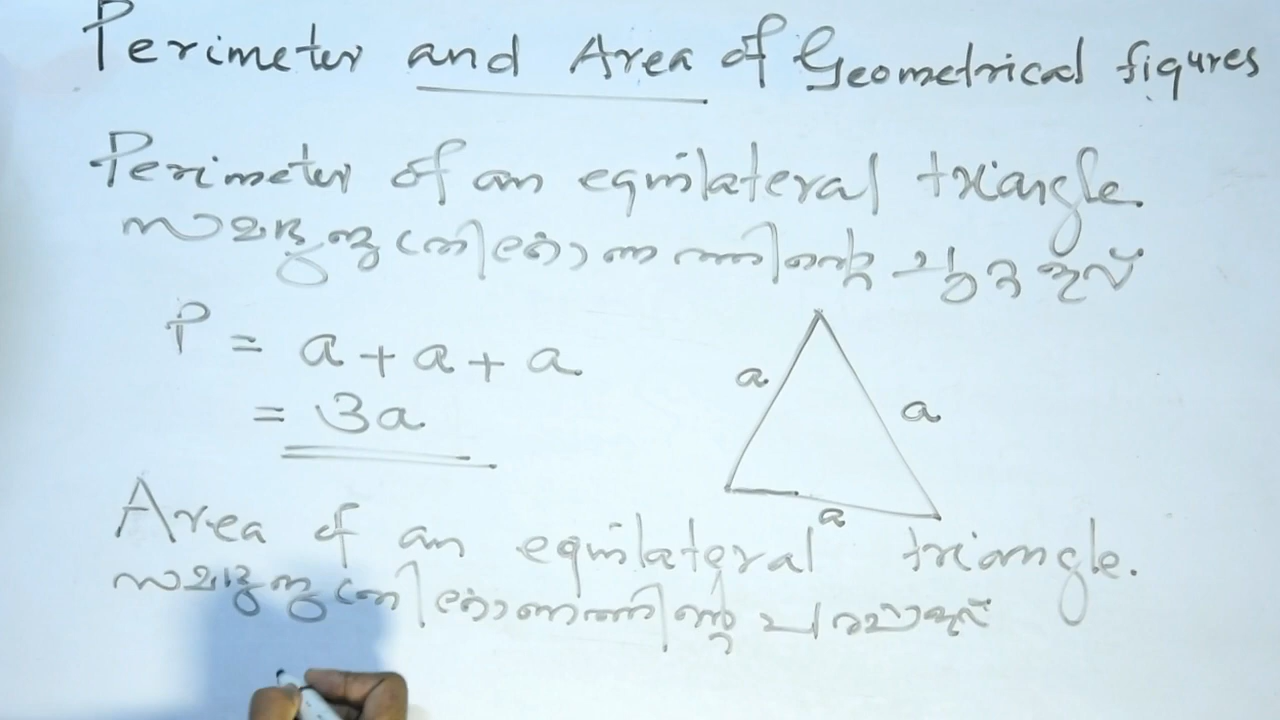 Perimeter and Area of Geometrical figures
Perimeter of an equilateral triangle.
സമഭുജത്രികോണത്തിന്റെ ചുറ്റളവ്
P = a + a + a
= 3a
a
a
a
Area of an equilateral triangle.
സമഭുജത്രികോണത്തിന്റെ പരപ്പളവ്